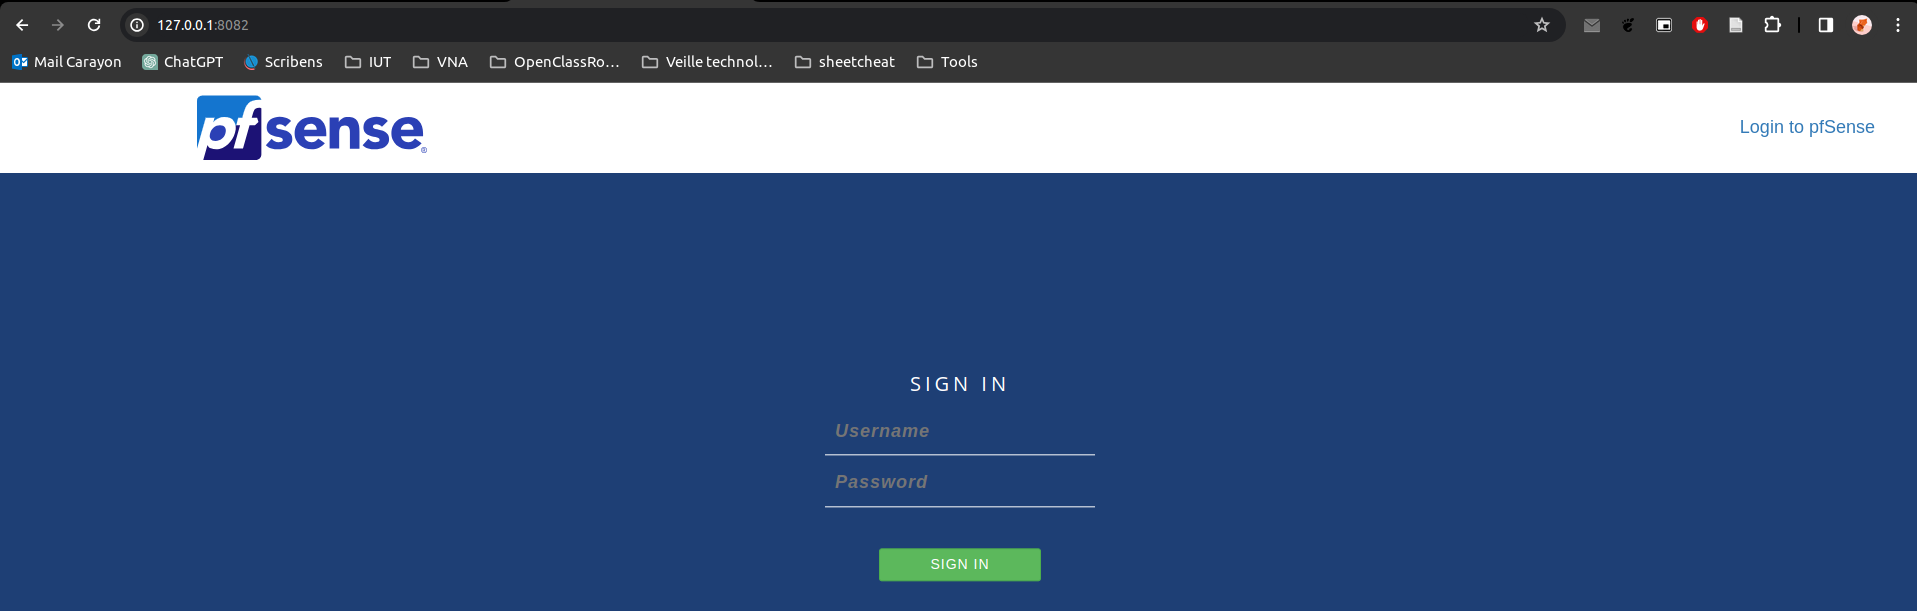 127.0.0.1:8082
Mail Carayon ChatGPT Scribens IUT VNA OpenClassRo... Veille technol... sheetcheat Tools
pfsense®
Login to pfSense
SIGN IN
Username
Password
SIGN IN